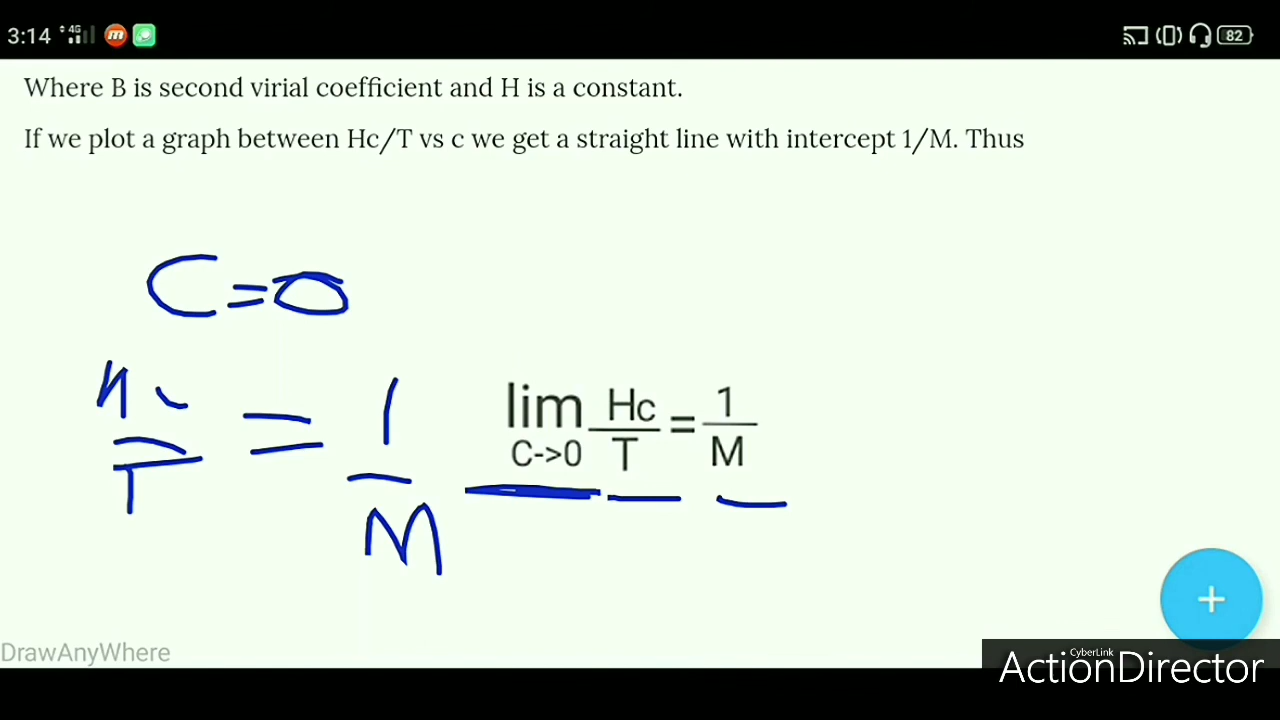 3:14 4G 82
Where B is second virial coefficient and H is a constant.
If we plot a graph between Hc/T vs c we get a straight line with intercept 1/M. Thus
C=0
Hc/T = 1/M
lim C->0 Hc/T = 1/M
+
DrawAnyWhere
CyberLink
ActionDirector